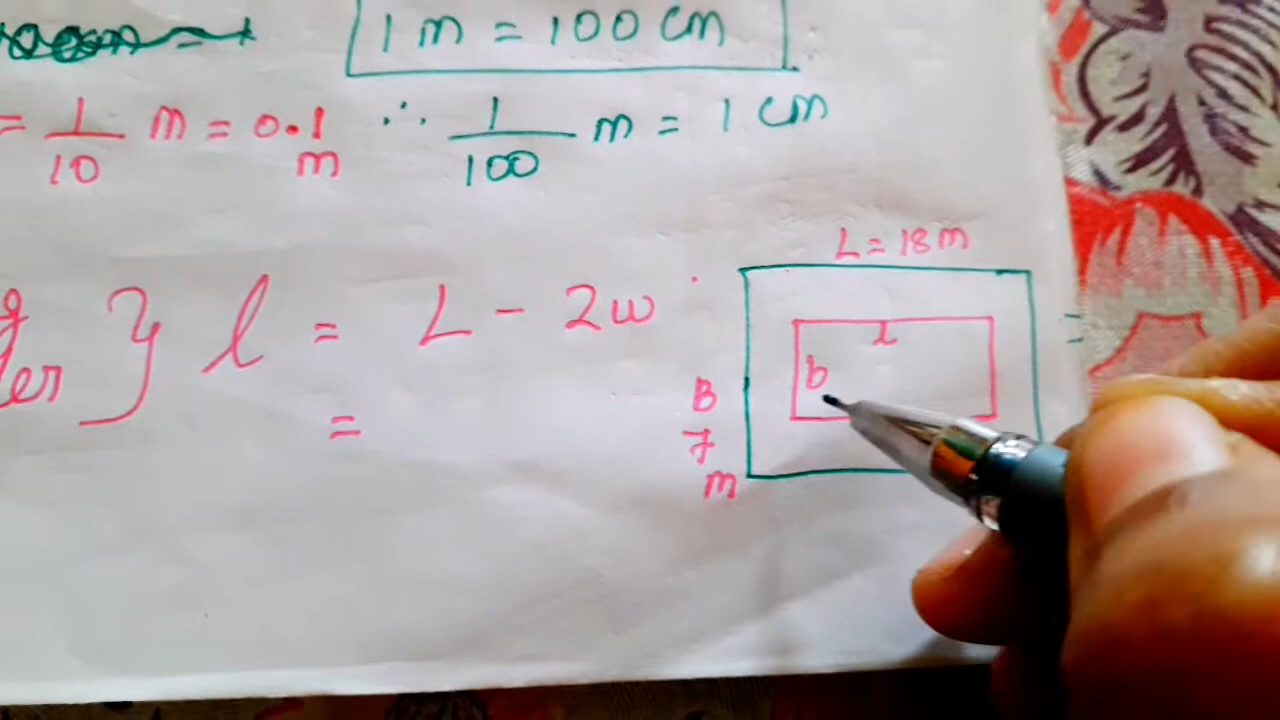 1 m = 100 cm
= 1/10 m = 0.1 m ∴ 1/100 m = 1 cm
L = 18 m
} l = L - 2w
=
l
b
B
7
m